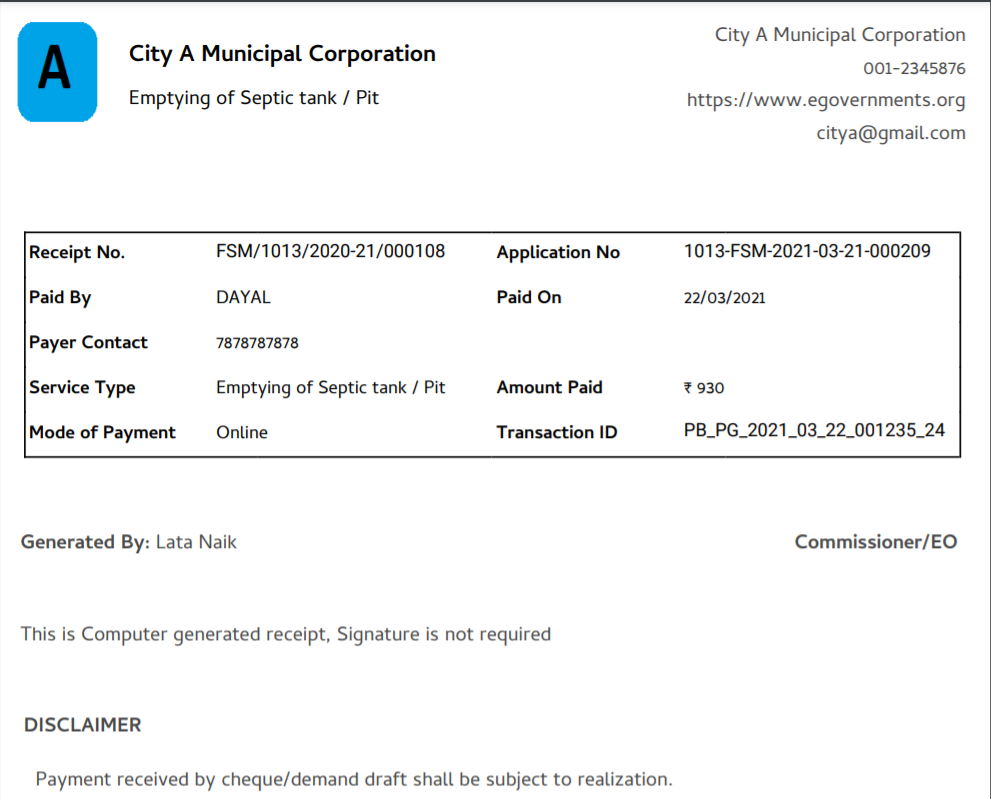 A
City A Municipal Corporation
Emptying of Septic tank / Pit
City A Municipal Corporation
001-2345876
https://www.egovernments.org
citya@gmail.com
Receipt No. FSM/1013/2020-21/000108 Application No 1013-FSM-2021-03-21-000209
Paid By DAYAL Paid On 22/03/2021
Payer Contact 7878787878
Service Type Emptying of Septic tank / Pit Amount Paid ₹ 930
Mode of Payment Online Transaction ID PB_PG_2021_03_22_001235_24
Generated By: Lata Naik Commissioner/EO
This is Computer generated receipt, Signature is not required
DISCLAIMER
Payment received by cheque/demand draft shall be subject to realization.